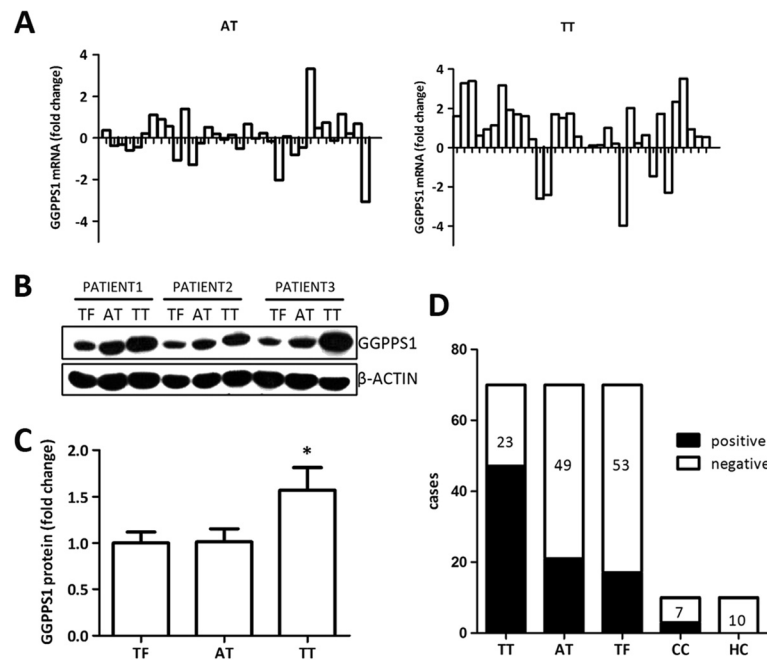 A
AT
TT
GGPPS1 mRNA (fold change)
4
2
0
-2
-4
GGPPS1 mRNA (fold change)
4
2
0
-2
-4
B
PATIENT1 PATIENT2 PATIENT3
TF AT TT TF AT TT TF AT TT
GGPPS1
β-ACTIN
C
GGPPS1 protein (fold change)
2.0
1.5
1.0
0.5
0.0
*
TF AT TT
D
cases
80
60
40
20
0
positive
negative
23
49
53
7
10
TT AT TF CC HC